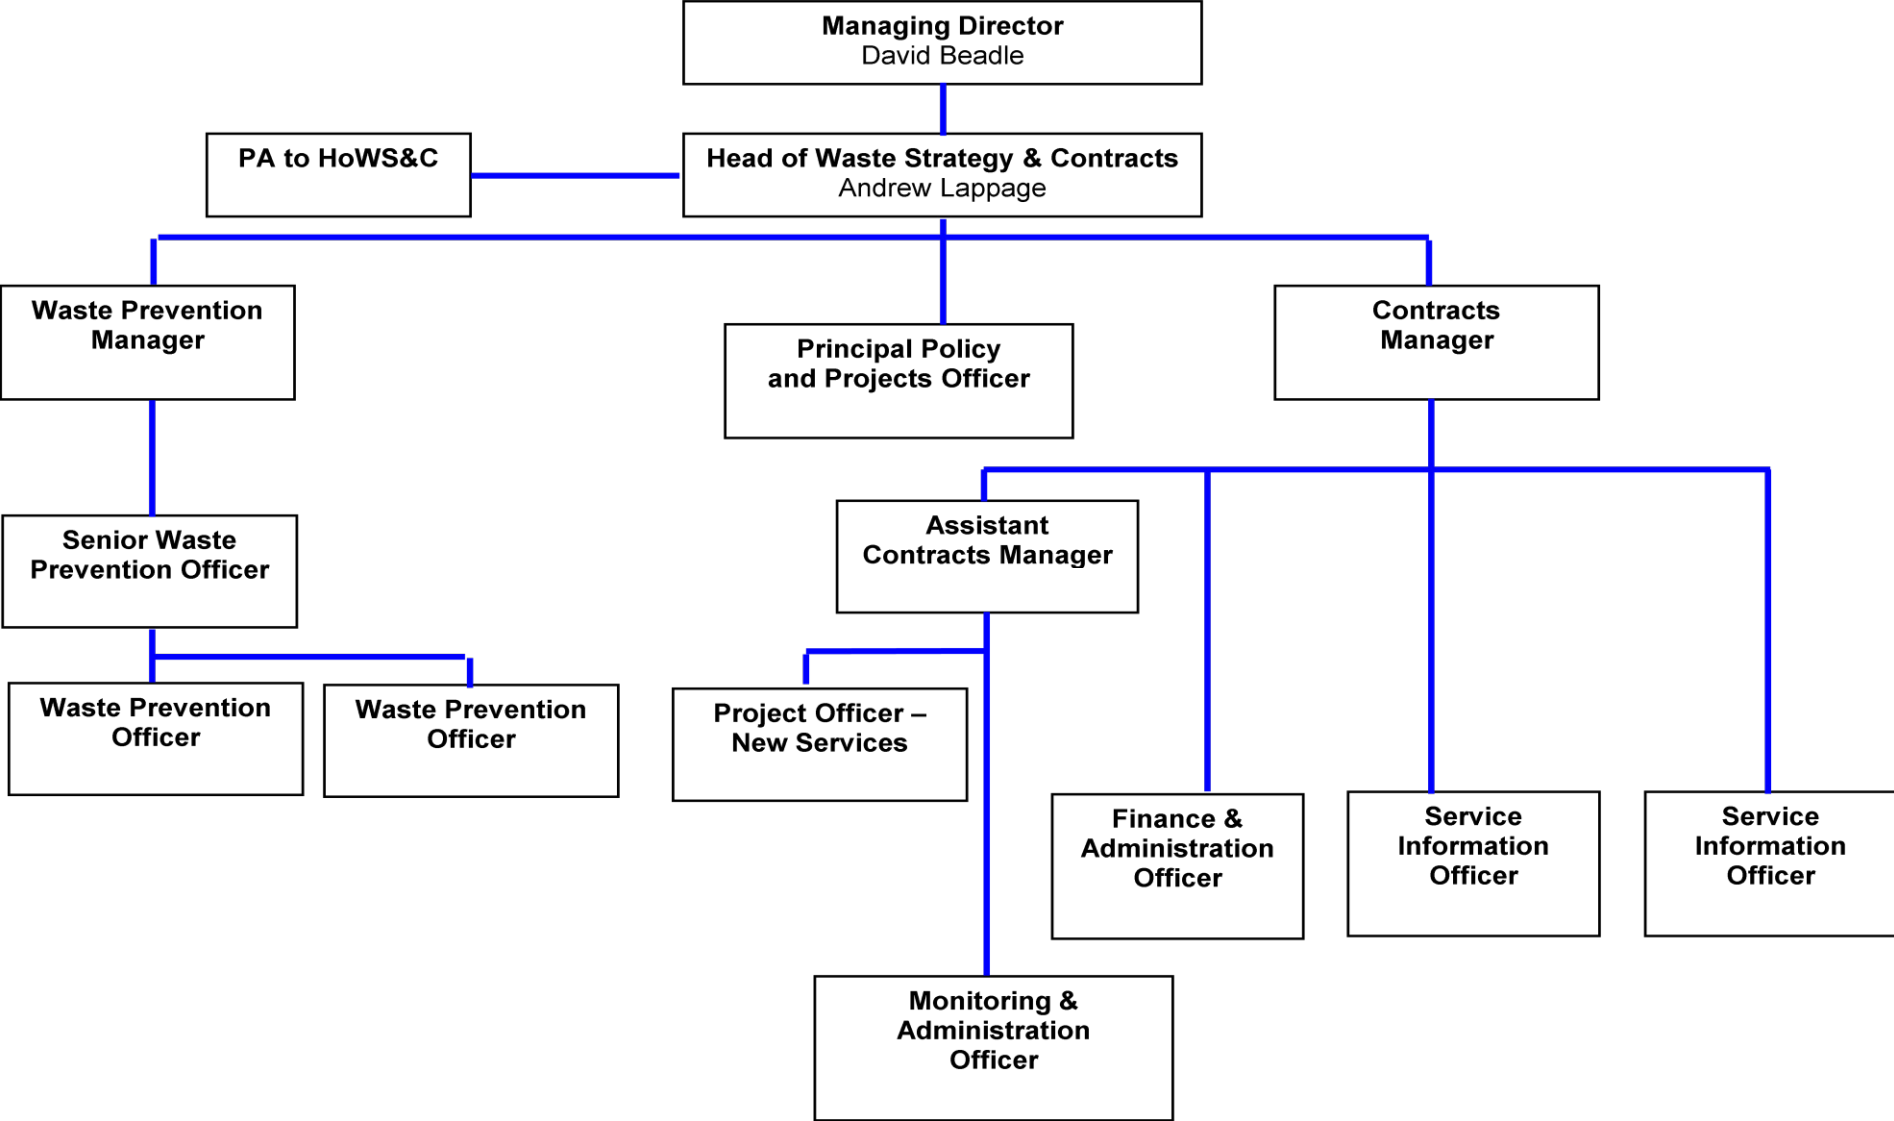 Managing Director
David Beadle
PA to HoWS&C
Head of Waste Strategy & Contracts
Andrew Lappage
Waste Prevention
Manager
Principal Policy
and Projects Officer
Contracts
Manager
Senior Waste
Prevention Officer
Assistant
Contracts Manager
Waste Prevention
Officer
Waste Prevention
Officer
Project Officer –
New Services
Finance &
Administration
Officer
Service
Information
Officer
Service
Information
Officer
Monitoring &
Administration
Officer